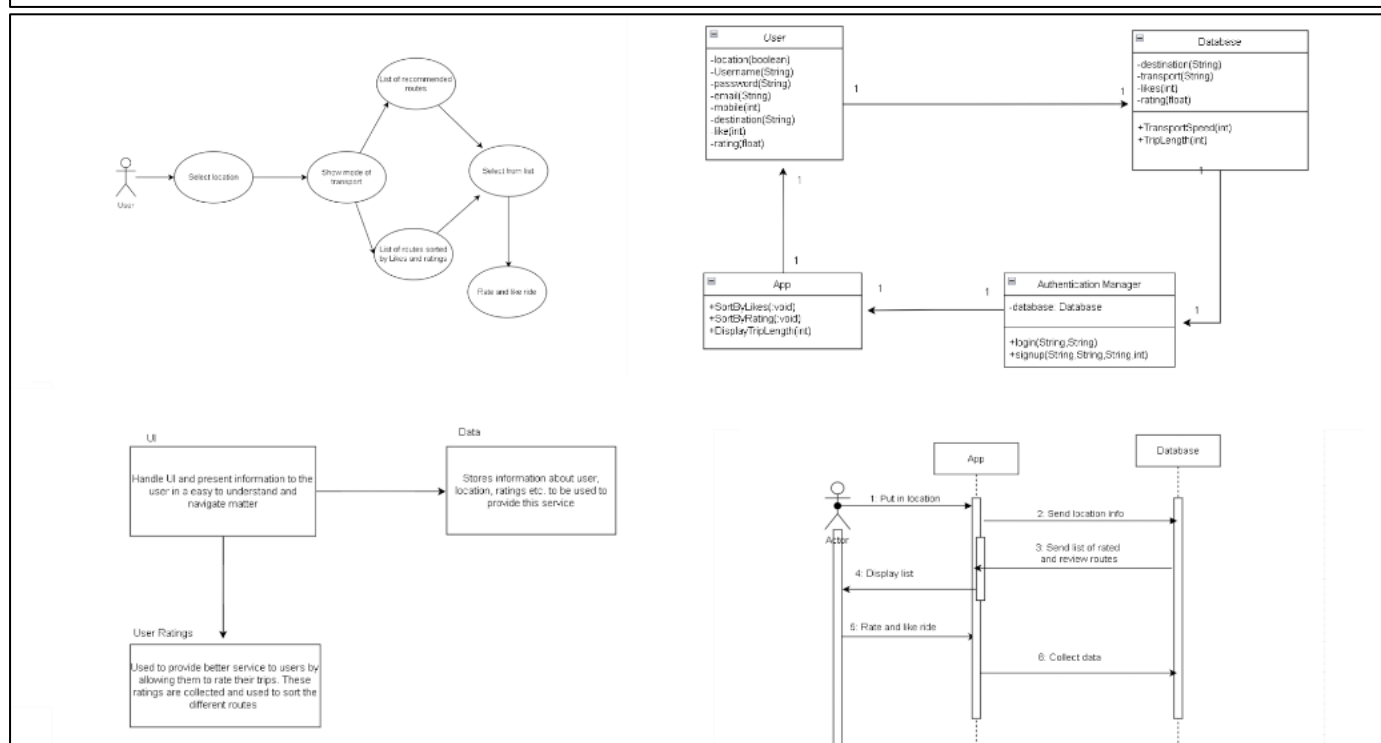 List of recommended
routes
Select location
Show mode of
transport
Select from list
User
List of routes sorted
by Likes and ratings
Rate and like ride
User
-location(boolean)
-Username(String)
-password(String)
-email(String)
-mobile(int)
-destination(String)
-like(int)
-rating(float)
1
1
Database
-destination(String)
-transport(String)
-likes(int)
-rating(float)
+TransportSpeed(int)
+TripLength(int)
1
1
1
App
+SortByLikes(:void)
+SortByRating(:void)
+DisplayTripLength(int)
1
1
Authentication Manager
-database: Database
+login(String,String)
+signup(String,String,String,int)
1
UI
Handle UI and present information to the
user in a easy to understand and
navigate matter
Data
Stores information about user,
location, ratings etc. to be used to
provide this service
User Ratings
Used to provide better service to users by
allowing them to rate their trips. These
ratings are collected and used to sort the
different routes
App
Database
Actor
1: Put in location
2: Send location info
3: Send list of rated
and review routes
4: Display list
5: Rate and like ride
6: Collect data